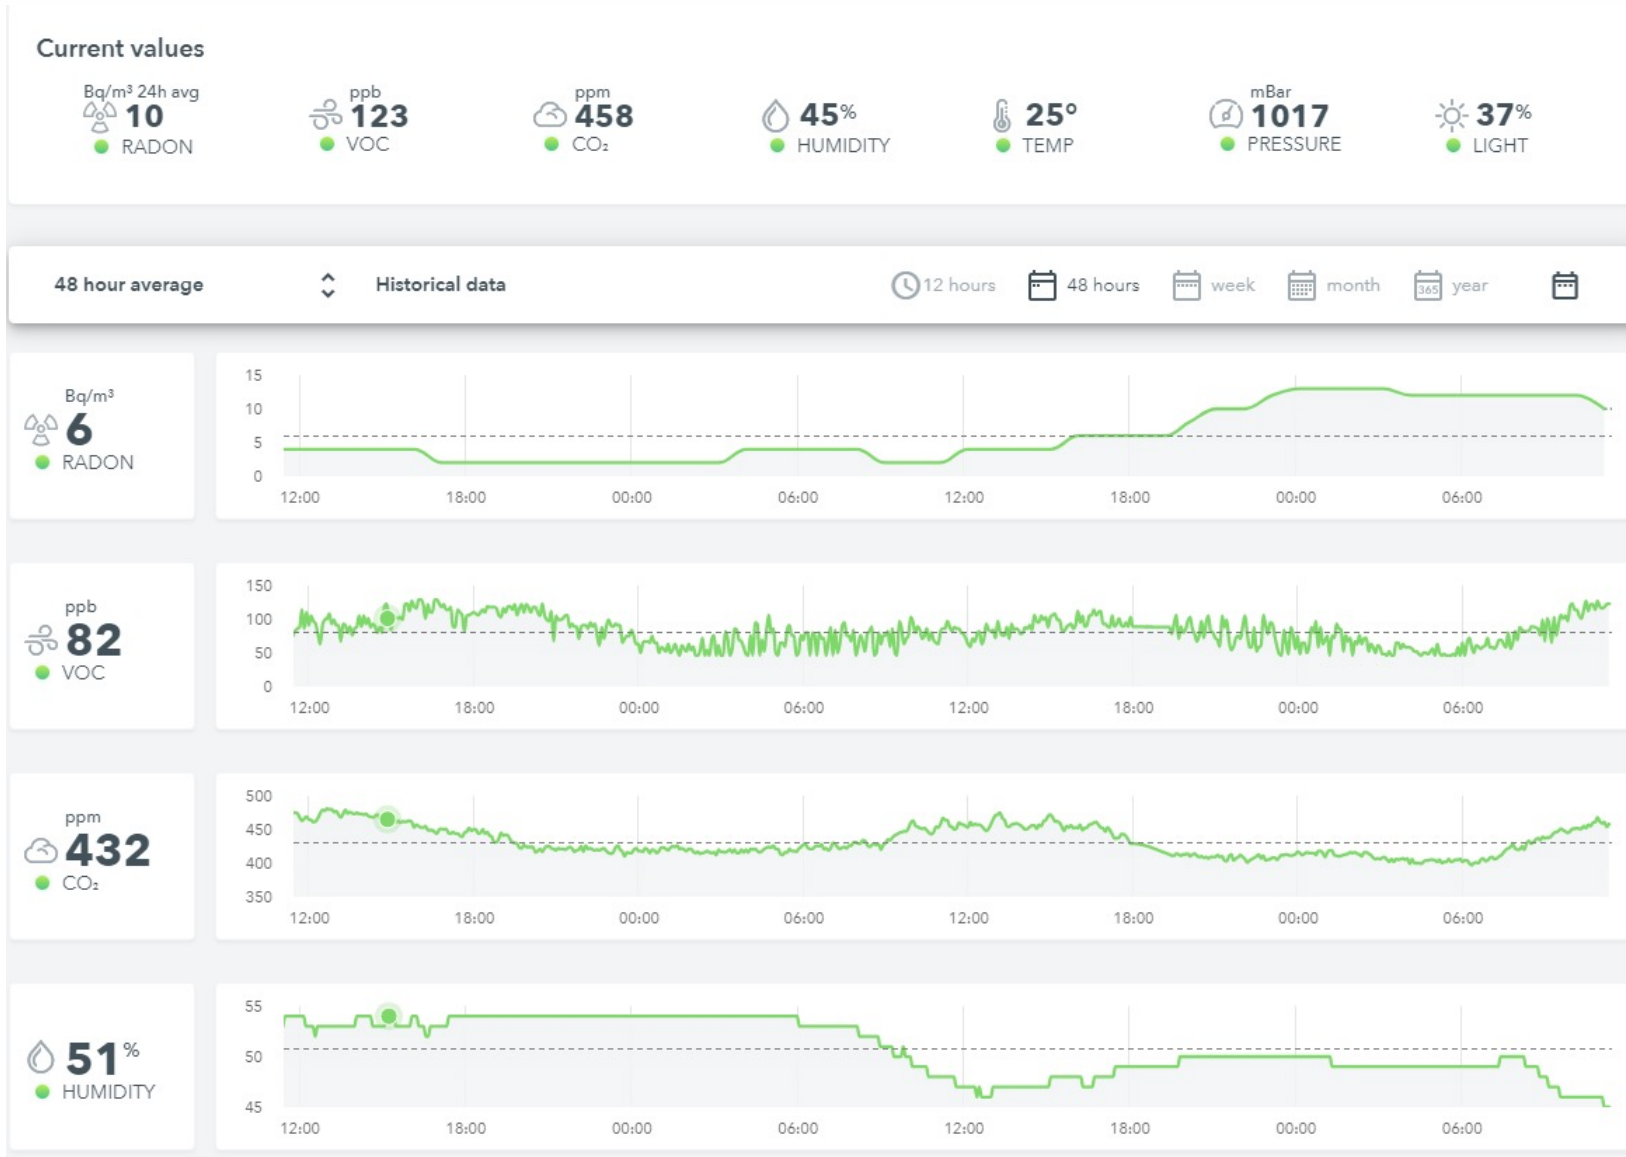 Current values
Bq/m³ 24h avg
10
RADON
ppb
123
VOC
ppm
458
CO₂
45%
HUMIDITY
25°
TEMP
mBar
1017
PRESSURE
37%
LIGHT
48 hour average
Historical data
12 hours
48 hours
week
month
365
year
Bq/m³
6
RADON
15
10
5
0
12:00 18:00 00:00 06:00 12:00 18:00 00:00 06:00
ppb
82
VOC
150
100
50
0
12:00 18:00 00:00 06:00 12:00 18:00 00:00 06:00
ppm
432
CO₂
500
450
400
350
12:00 18:00 00:00 06:00 12:00 18:00 00:00 06:00
51%
HUMIDITY
55
50
45
12:00 18:00 00:00 06:00 12:00 18:00 00:00 06:00